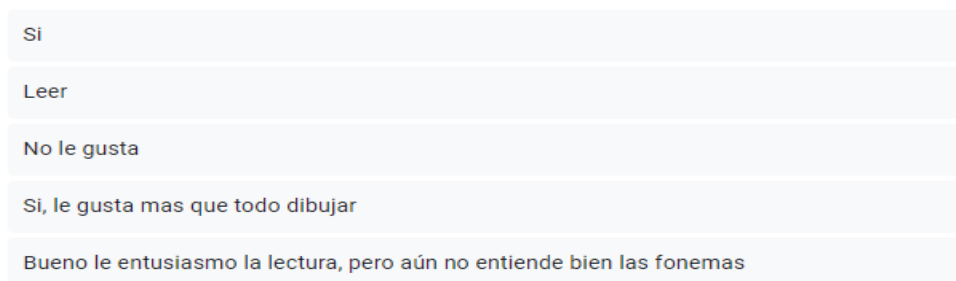 Si
Leer
No le gusta
Si, le gusta mas que todo dibujar
Bueno le entusiasmo la lectura, pero aún no entiende bien las fonemas